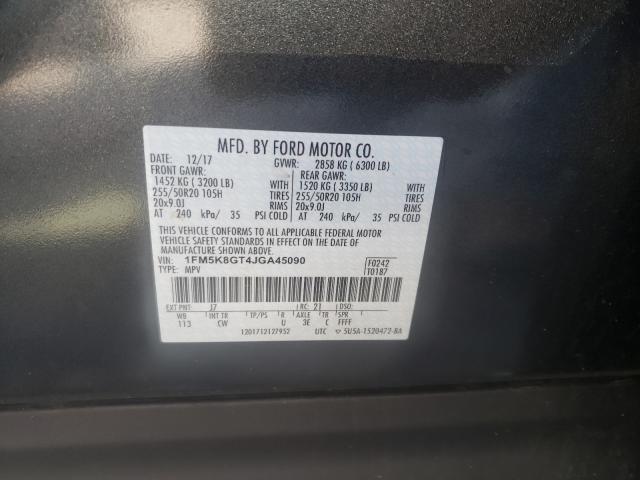 MFD. BY FORD MOTOR CO.
DATE: 12/17 GVWR: 2858 KG ( 6300 LB)
FRONT GAWR: REAR GAWR:
1452 KG ( 3200 LB) WITH 1520 KG ( 3350 LB) WITH
255/50R20 105H TIRES 255/50R20 105H TIRES
20x9.0J RIMS 20x9.0J RIMS
AT 240 kPa/ 35 PSI COLD AT 240 kPa/ 35 PSI COLD
THIS VEHICLE CONFORMS TO ALL APPLICABLE FEDERAL MOTOR
VEHICLE SAFETY STANDARDS IN EFFECT ON THE DATE OF
MANUFACTURE SHOWN ABOVE.
VIN: 1FM5K8GT4JGA45090 F0242
TYPE: MPV T0187
EXT PNT: J7 RC: 21
WB INT TR TP/PS R AXLE TR SPR
113 CW U 3E C FFFF
1201712127952 UTC 5U5A-1520472-BA